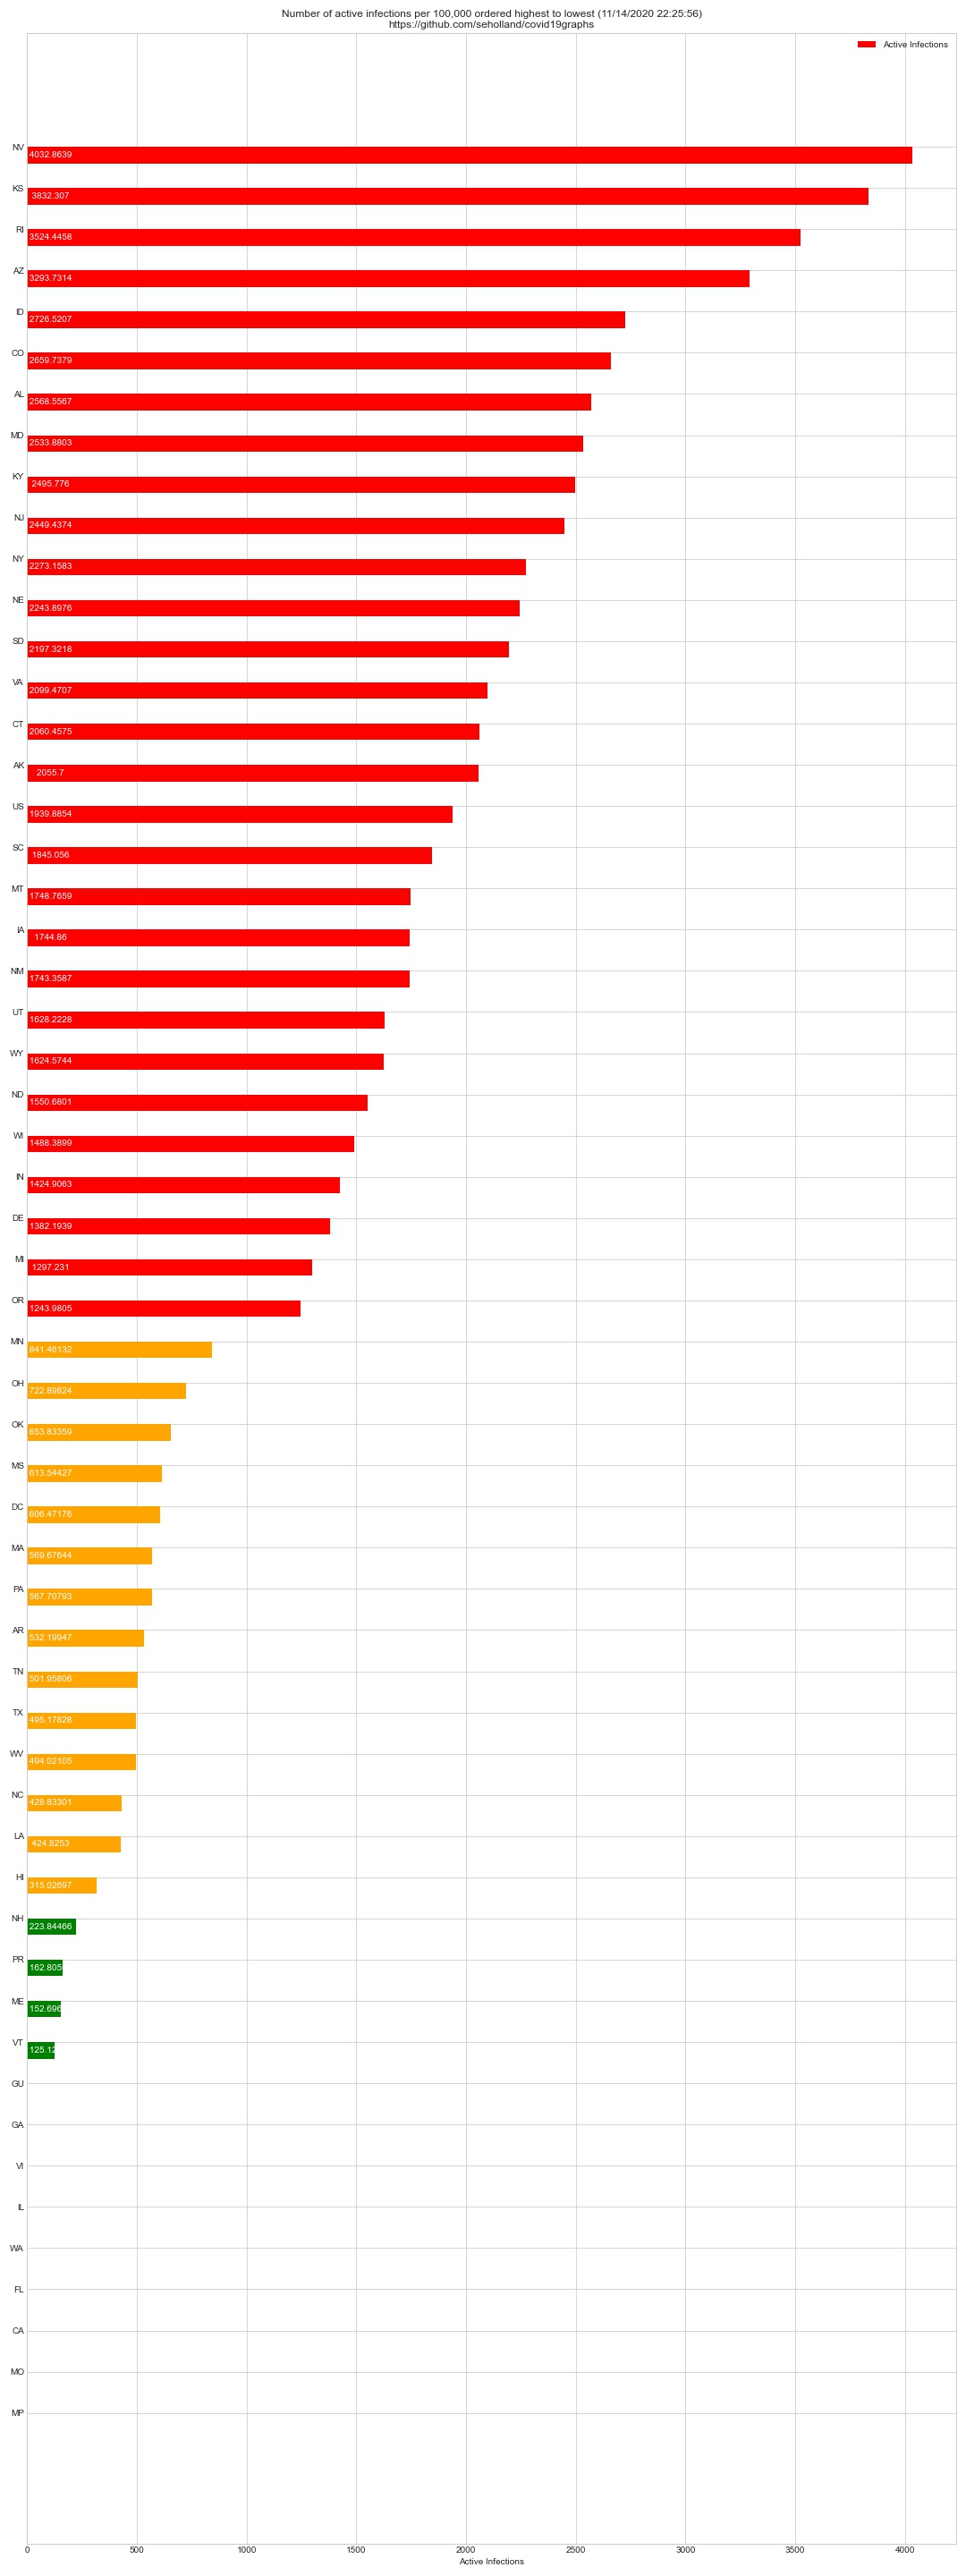 Number of active infections per 100,000 ordered highest to lowest (11/14/2020 22:25:56)
https://github.com/seholland/covid19graphs
Active Infections
NV 4032.8639
KS 3832.307
RI 3524.4458
AZ 3293.7314
ID 2726.5207
CO 2659.7379
AL 2568.5567
MD 2533.8803
KY 2495.776
NJ 2449.4374
NY 2273.1583
NE 2243.8976
SD 2197.3218
VA 2099.4707
CT 2060.4575
AK 2055.7
US 1939.8854
SC 1845.056
MT 1748.7659
IA 1744.86
NM 1743.3587
UT 1628.2228
WY 1624.5744
ND 1550.6801
WI 1488.3899
IN 1424.9063
DE 1382.1939
MI 1297.231
OR 1243.9805
MN 841.46132
OH 722.89824
OK 653.83359
MS 613.54427
DC 606.47176
MA 569.67644
PA 567.70793
AR 532.19947
TN 501.95806
TX 495.17828
WV 494.02105
NC 428.83301
LA 424.8253
HI 315.02697
NH 223.84466
PR 162.805
ME 152.696
VT 125.12
GU
GA
VI
IL
WA
FL
CA
MO
MP
0 500 1000 1500 2000 2500 3000 3500 4000
Active Infections